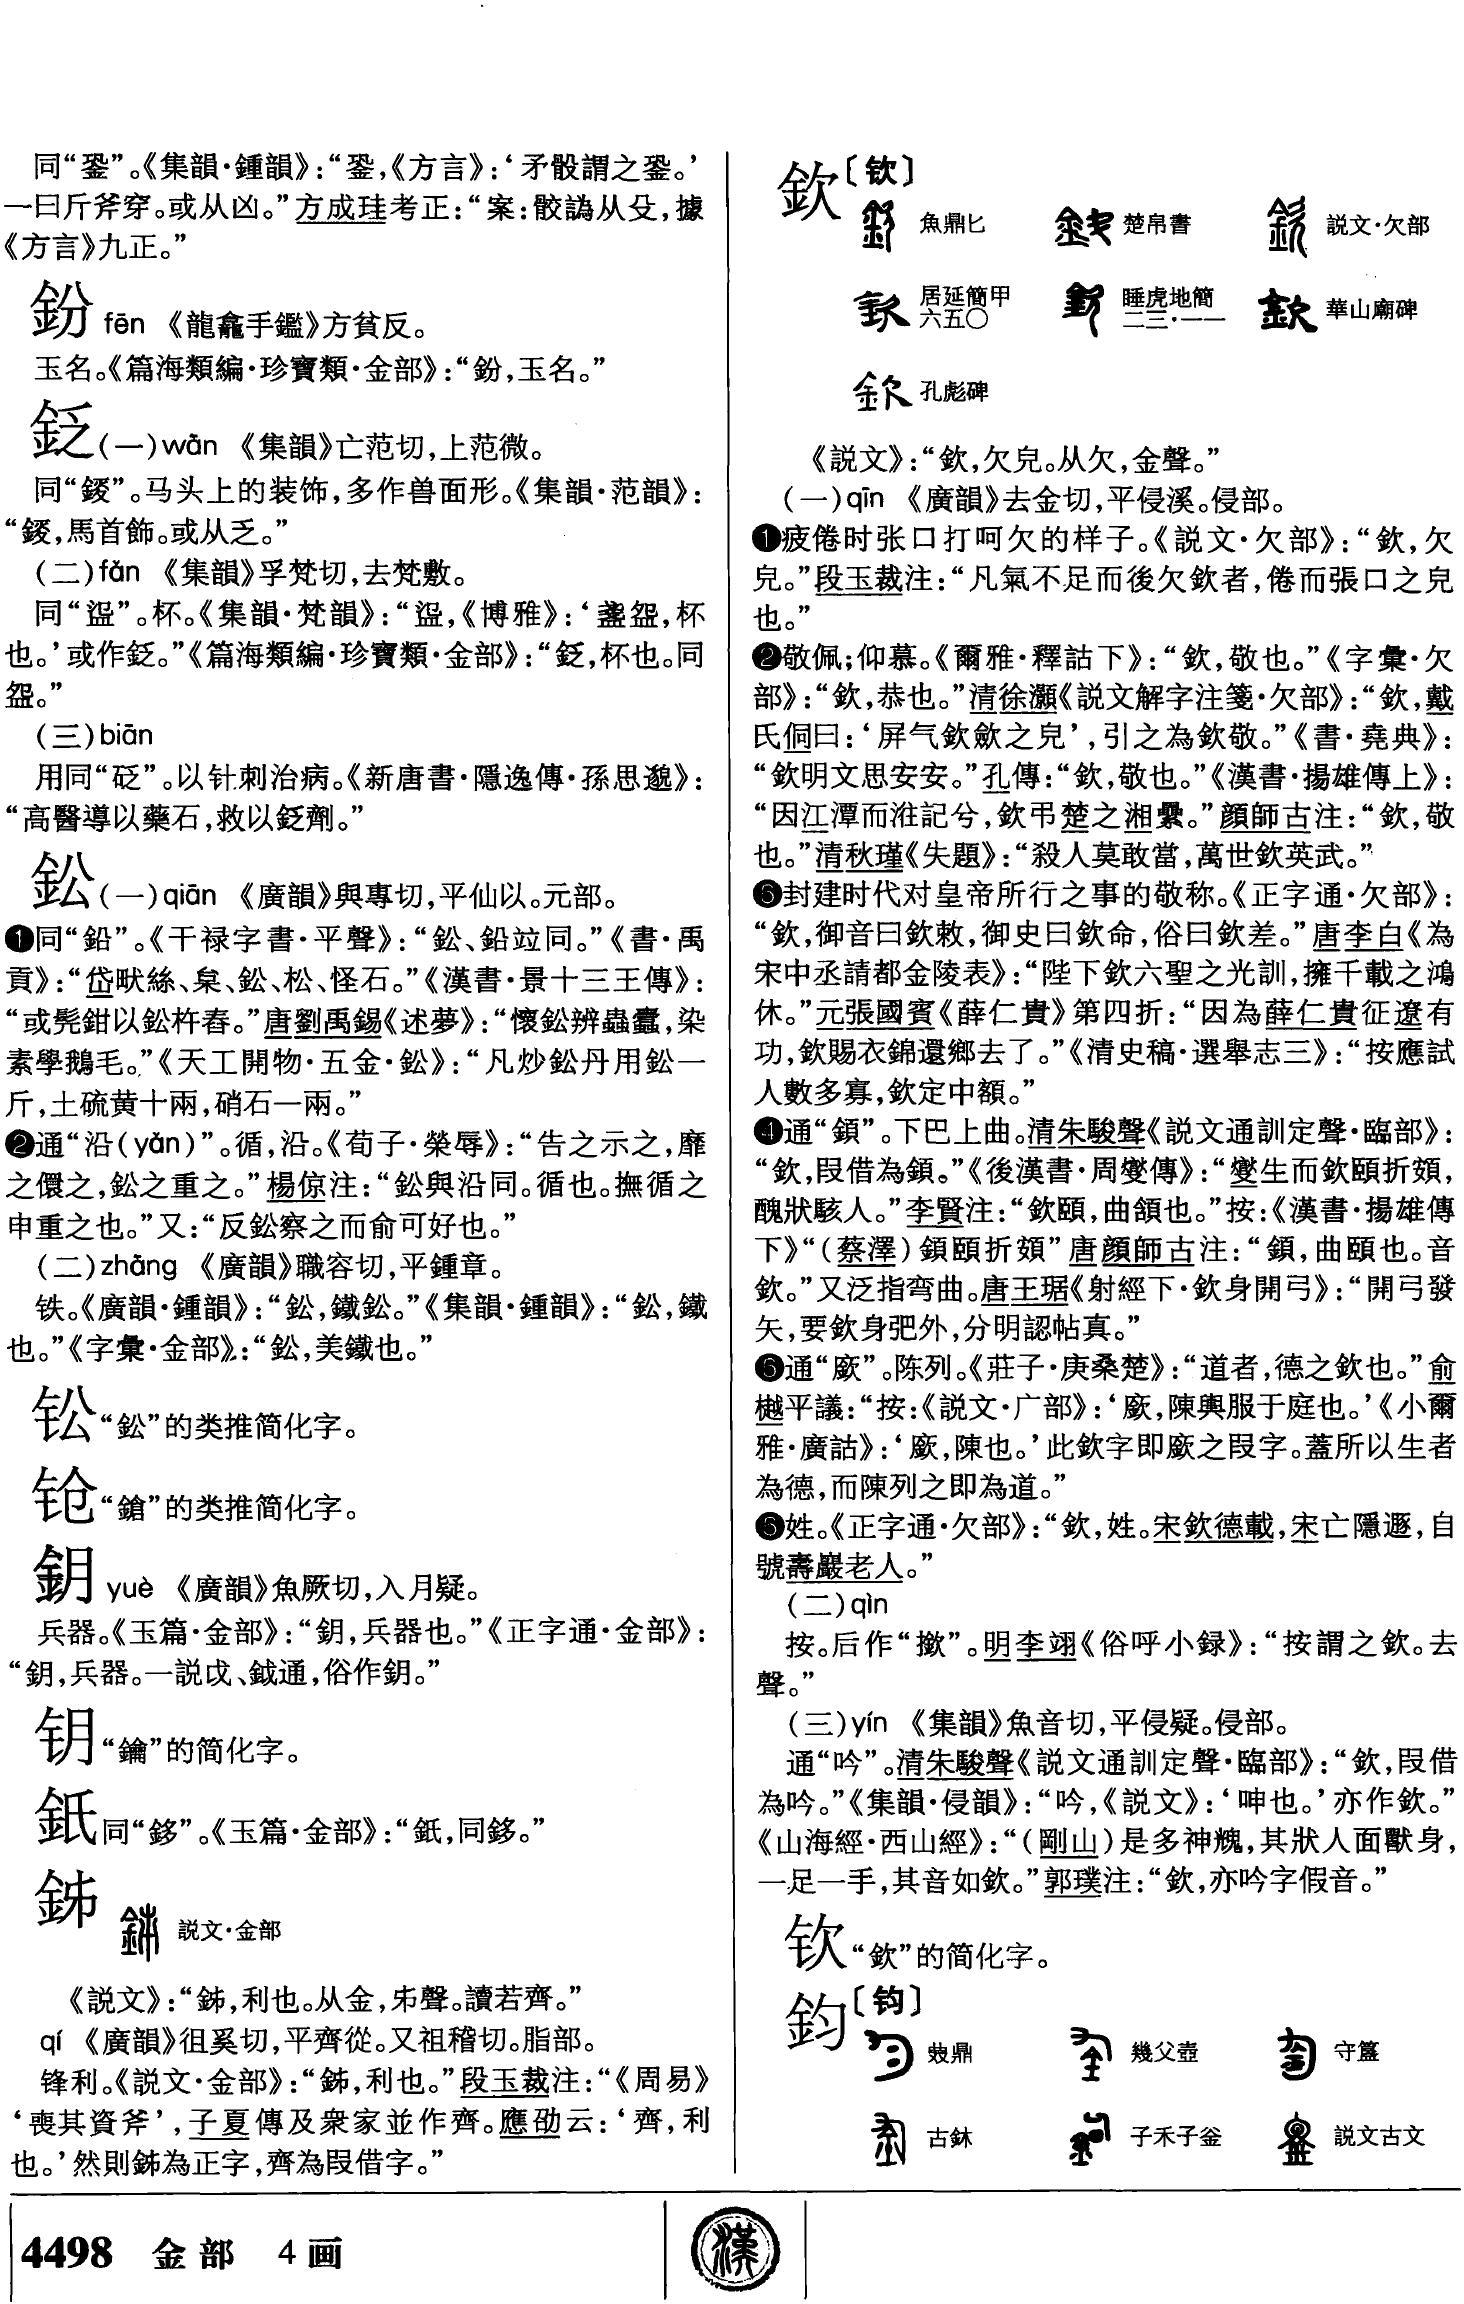 同“銎”。《集韻·鍾韻》：“銎，《方言》：‘矛骰謂之銎。’
一曰斤斧穿。或从凶。”方成珪考正：“案：骰譌从殳，據
《方言》九正。”
鈖 fēn 《龍龕手鑑》方貧反。
玉名。《篇海類編·珍寶類·金部》：“鈖，玉名。”
鈠(一)wǎn 《集韻》亡范切，上范微。
同“錽”。马头上的装饰，多作兽面形。《集韻·范韻》：
“錽，馬首飾。或从乏。”
(二)fǎn 《集韻》孚梵切，去梵敷。
同“䀀”。杯。《集韻·梵韻》：“䀀，《博雅》：‘盞盌，杯
也。’或作鈠。”《篇海類編·珍寶類·金部》：“鈠，杯也。同
盌。”
(三)biān
用同“砭”。以针刺治病。《新唐書·隱逸傳·孫思邈》：
“高醫導以藥石，救以鈠劑。”
鈆(一)qiān 《廣韻》與專切，平仙以。元部。
❶同“鉛”。《干禄字書·平聲》：“鈆、鉛竝同。”《書·禹
貢》：“岱畎絲、枲、鈆、松、怪石。”《漢書·景十三王傳》：
“或髡鉗以鈆杵舂。”唐劉禹錫《述夢》：“懷鈆辨蟲蠹，染
素學鵝毛。”《天工開物·五金·鈆》：“凡炒鈆丹用鈆一
斤，土硫黄十兩，硝石一兩。”
❷通“沿(yǎn)”。循，沿。《荀子·榮辱》：“告之示之，靡
之儇之，鈆之重之。”楊倞注：“鈆與沿同。循也。撫循之
申重之也。”又：“反鈆察之而俞可好也。”
(二)zhǎng 《廣韻》職容切，平鍾章。
铁。《廣韻·鍾韻》：“鈆，鐵鈆。”《集韻·鍾韻》：“鈆，鐵
也。”《字彙·金部》：“鈆，美鐵也。”
“鈆”的类推简化字。
“鎗”的类推简化字。
鈅 yuè 《廣韻》魚厥切，入月疑。
兵器。《玉篇·金部》：“鈅，兵器也。”《正字通·金部》：
“鈅，兵器。一説戉、鉞通，俗作鈅。”
钥“鑰”的简化字。
鈓同“鉹”。《玉篇·金部》：“鈓，同鉹。”
鈰 説文·金部
《説文》：“鈰，利也。从金，𠂔聲。讀若齊。”
qí 《廣韻》徂奚切，平齊從。又祖稽切。脂部。
锋利。《説文·金部》：“鈰，利也。”段玉裁注：“《周易》
‘喪其資斧’，子夏傳及衆家並作齊。應劭云：‘齊，利
也。’然則鈰為正字，齊為叚借字。”
欽〔钦〕
魚鼎匕 楚帛書 説文·欠部
居延簡甲六五〇 睡虎地簡二三·一一 華山廟碑
孔彪碑
《説文》：“欽，欠皃。从欠，金聲。”
(一)qīn 《廣韻》去金切，平侵溪。侵部。
❶疲倦时张口打呵欠的样子。《説文·欠部》：“欽，欠
皃。”段玉裁注：“凡氣不足而後欠欽者，倦而張口之皃
也。”
❷敬佩；仰慕。《爾雅·釋詁下》：“欽，敬也。”《字彙·欠
部》：“欽，恭也。”清徐灝《説文解字注箋·欠部》：“欽，戴
氏侗曰：‘屏气欽斂之皃’，引之為欽敬。”《書·堯典》：
“欽明文思安安。”孔傳：“欽，敬也。”《漢書·揚雄傳上》：
“因江潭而淮記兮，欽弔楚之湘纍。”顔師古注：“欽，敬
也。”清秋瑾《失題》：“殺人莫敢當，萬世欽英武。”
❸封建时代对皇帝所行之事的敬称。《正字通·欠部》：
“欽，御音曰欽敕，御史曰欽命，俗曰欽差。”唐李白《為
宋中丞請都金陵表》：“陛下欽六聖之光訓，擁千載之鴻
休。”元張國賓《薛仁貴》第四折：“因為薛仁貴征遼有
功，欽賜衣錦還鄉去了。”《清史稿·選舉志三》：“按應試
人數多寡，欽定中額。”
❹通“顉”。下巴上曲。清朱駿聲《説文通訓定聲·臨部》：
“欽，叚借為顉。”《後漢書·周燮傳》：“燮生而欽頤折頞，
醜狀駭人。”李賢注：“欽頤，曲頷也。”按：《漢書·揚雄傳
下》“(蔡澤)顉頤折頞”唐顔師古注：“顉，曲頤也。音
欽。”又泛指弯曲。唐王琚《射經下·欽身開弓》：“開弓發
矢，要欽身弝外，分明認帖真。”
❺通“廞”。陈列。《莊子·庚桑楚》：“道者，德之欽也。”俞
樾平議：“按：《説文·广部》：‘廞，陳輿服于庭也。’《小爾
雅·廣詁》：‘廞，陳也。’此欽字即廞之叚字。蓋所以生者
為德，而陳列之即為道。”
❻姓。《正字通·欠部》：“欽，姓。宋欽德載，宋亡隱遯，自
號壽巖老人。”
(二)qìn
按。后作“撳”。明李翊《俗呼小録》：“按謂之欽。去
聲。”
(三)yín 《集韻》魚音切，平侵疑。侵部。
通“吟”。清朱駿聲《説文通訓定聲·臨部》：“欽，叚借
為吟。”《集韻·侵韻》：“吟，《説文》：‘呻也。’亦作欽。”
《山海經·西山經》：“(剛山)是多神𩳁，其狀人面獸身，
一足一手，其音如欽。”郭璞注：“欽，亦吟字假音。”
钦“欽”的简化字。
鈞〔钧〕
䵼鼎 幾父壺 守簋
古鉨 子禾子釜 説文古文
4498 金部 4画
漢